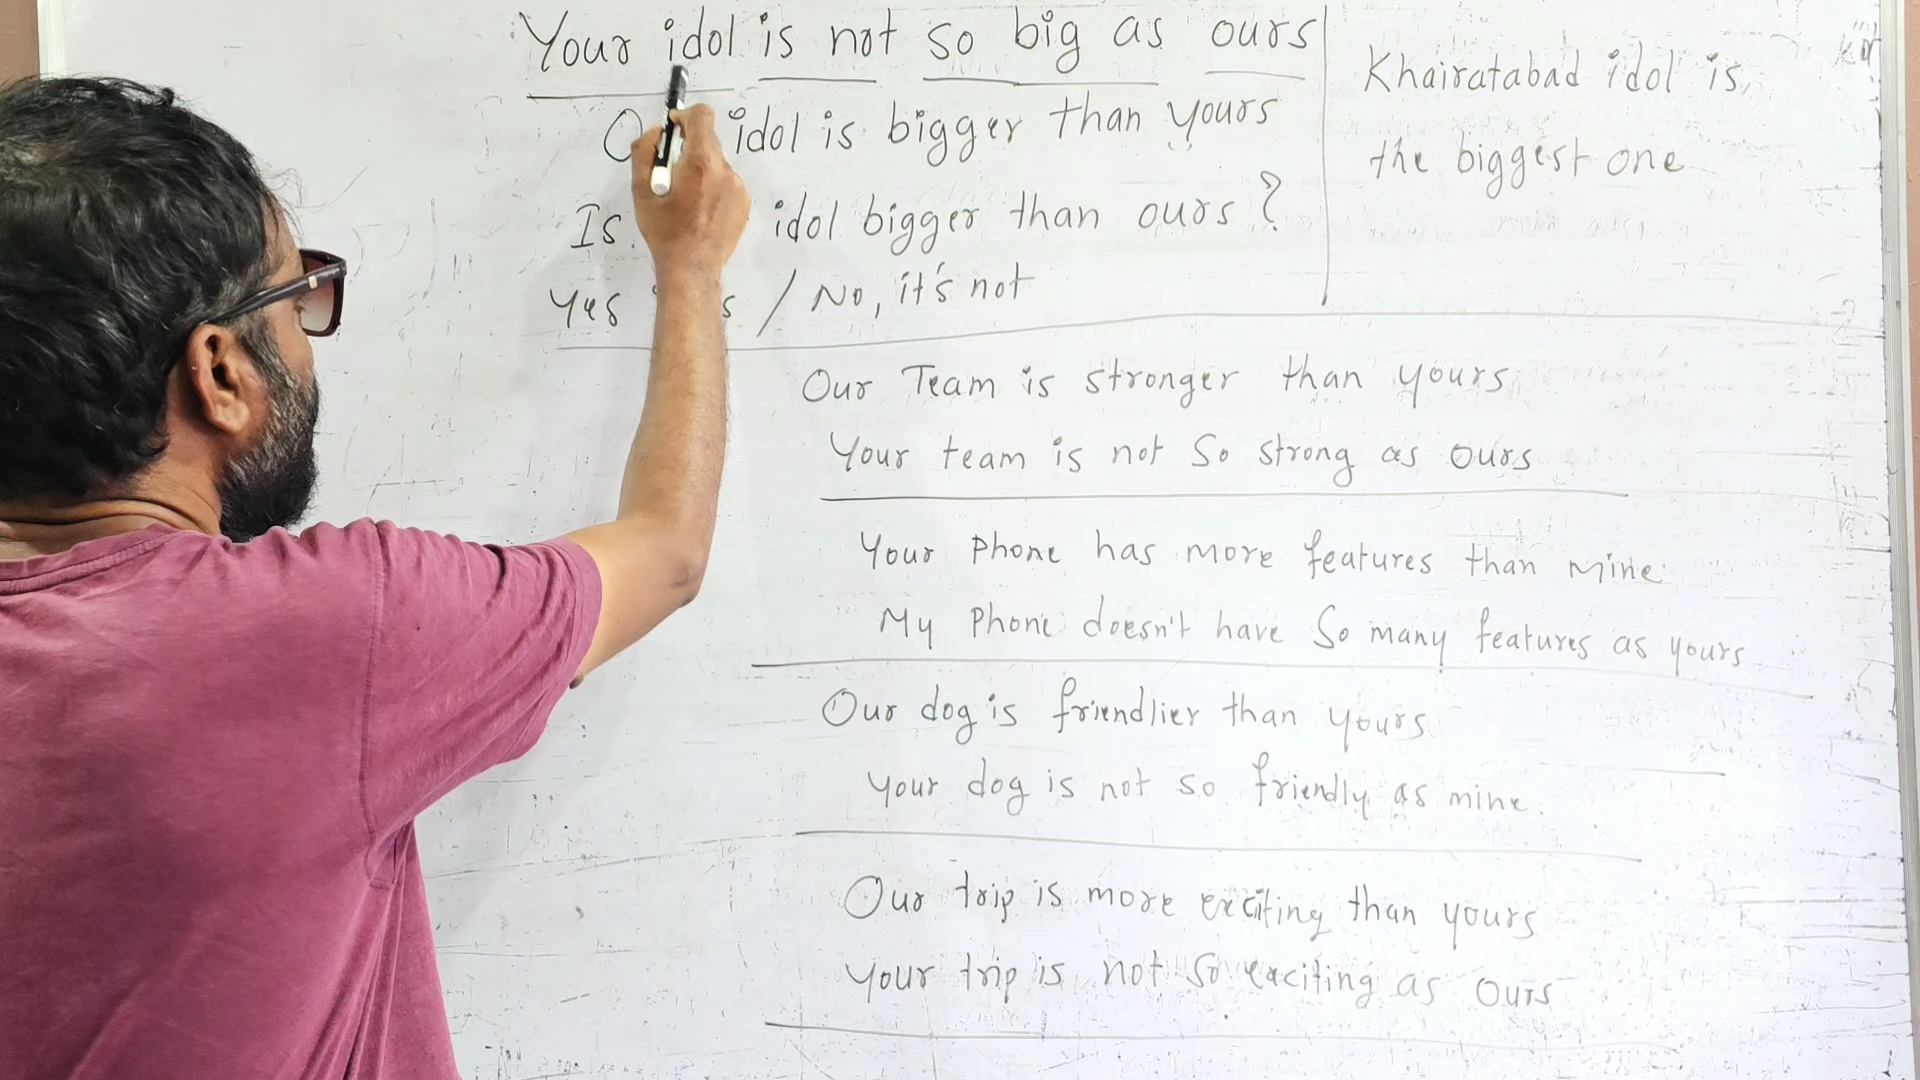 Your idol is not so big as ours
idol is bigger than yours
Is idol bigger than ours?
Yes / No, it's not
Khairatabad idol is
the biggest one
Our Team is stronger than yours
Your team is not So strong as ours
Your Phone has more features than mine
My Phone doesn't have So many features as yours
Our dog is friendlier than yours
Your dog is not so friendly as mine.
Our trip is more exciting than yours
Your trip is not So exciting as ours